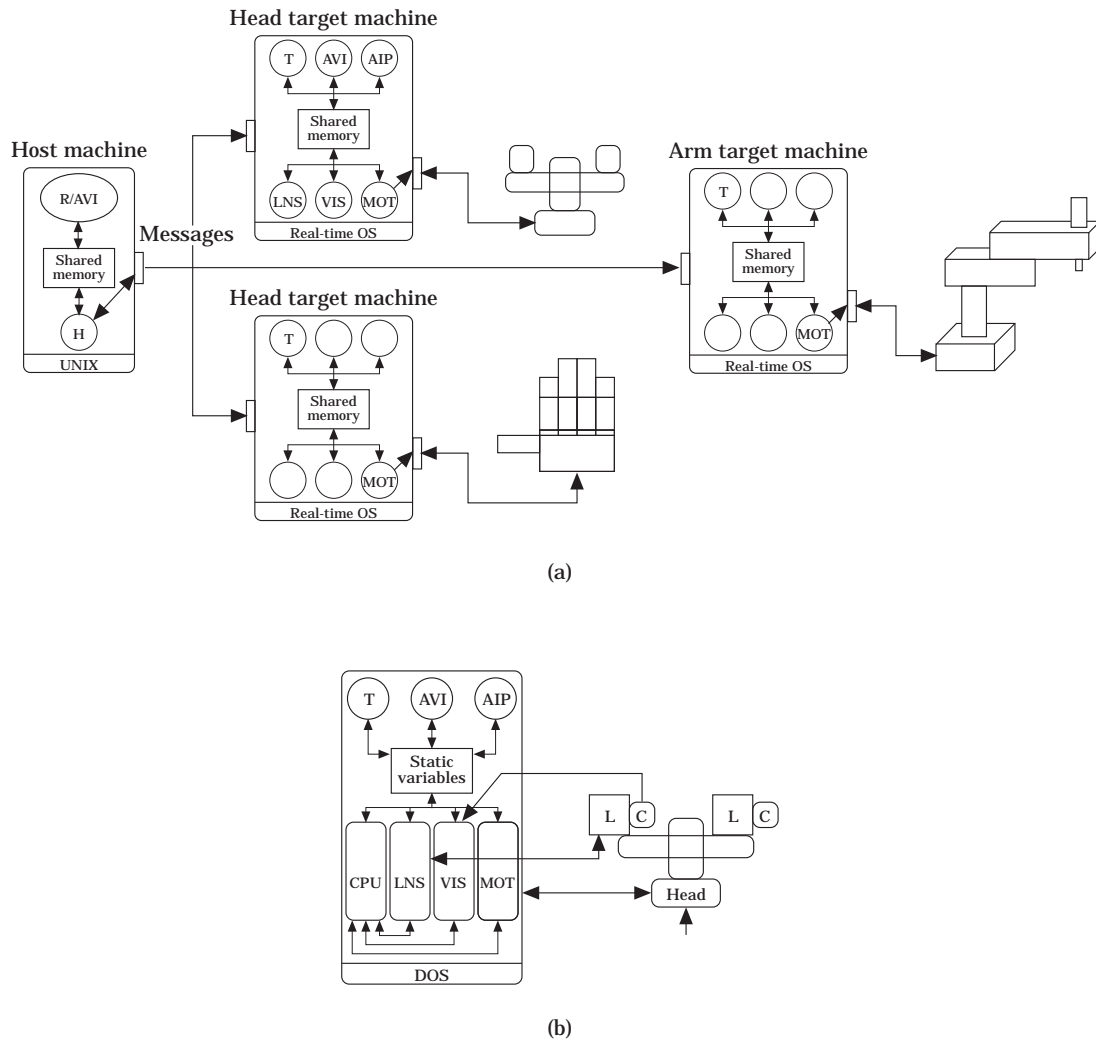 Head target machine
T AVI AIP
Shared
memory
LNS VIS MOT
Real-time OS
Host machine
R/AVI
Shared
memory
H
UNIX
Messages
Arm target machine
T
Shared
memory
MOT
Real-time OS
Head target machine
T
Shared
memory
MOT
Real-time OS
(a)
T AVI AIP
Static
variables
CPU LNS VIS MOT
DOS
L C L C
Head
(b)